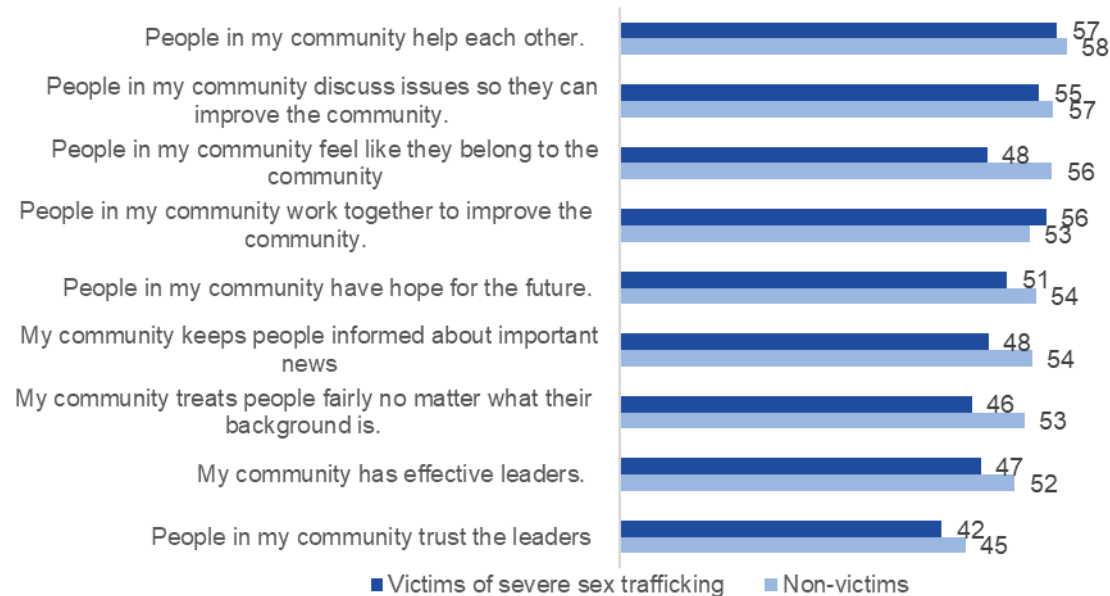 People in my community help each other.
57
58
People in my community discuss issues so they can
improve the community.
55
57
People in my community feel like they belong to the
community
48
56
People in my community work together to improve the
community.
56
53
People in my community have hope for the future.
51
54
My community keeps people informed about important
news
48
54
My community treats people fairly no matter what their
background is.
46
53
My community has effective leaders.
47
52
People in my community trust the leaders
42
45
Victims of severe sex trafficking Non-victims